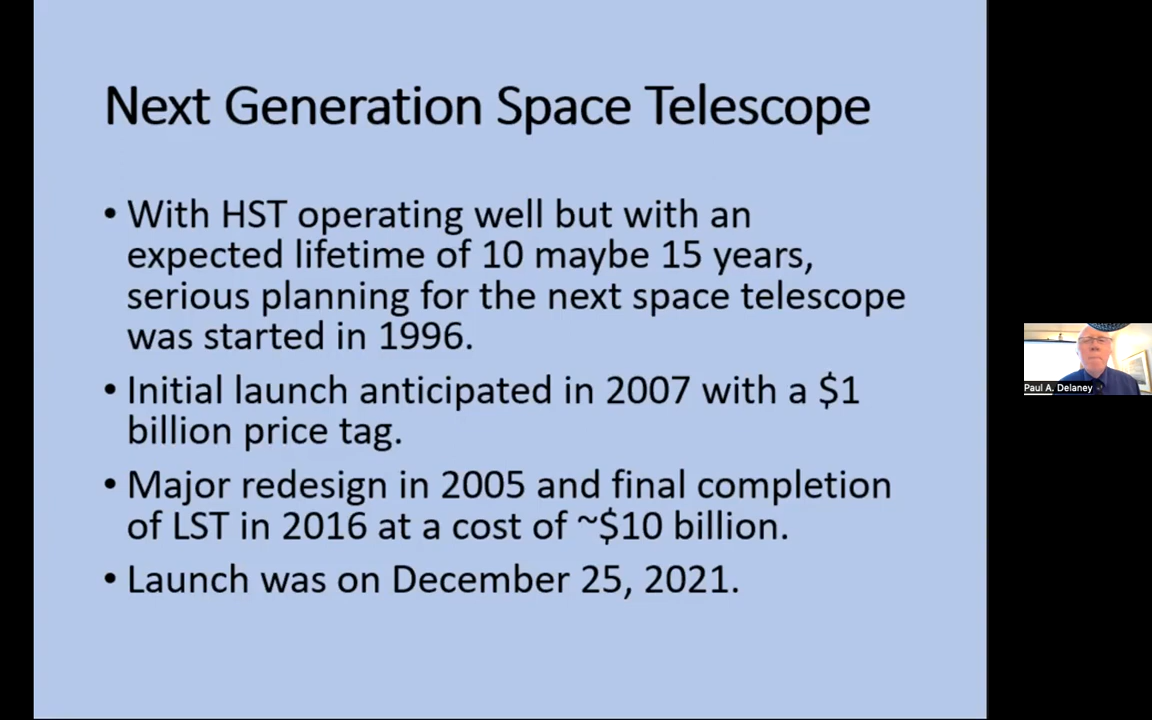 Next Generation Space Telescope
• With HST operating well but with an
expected lifetime of 10 maybe 15 years,
serious planning for the next space telescope
was started in 1996.
• Initial launch anticipated in 2007 with a $1
billion price tag.
• Major redesign in 2005 and final completion
of LST in 2016 at a cost of ~$10 billion.
• Launch was on December 25, 2021.
Paul A. Delaney